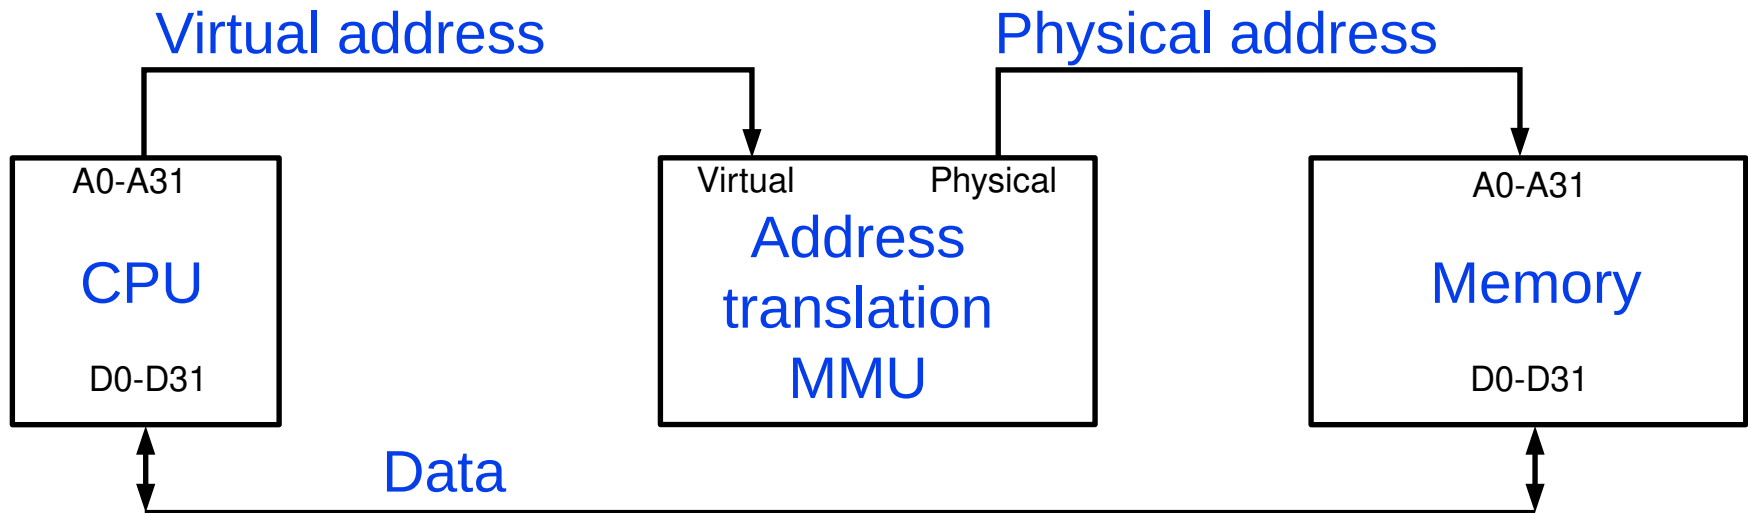 Virtual address
Physical address
A0-A31
Virtual
Physical
A0-A31
CPU
Address
translation
MMU
Memory
D0-D31
D0-D31
Data